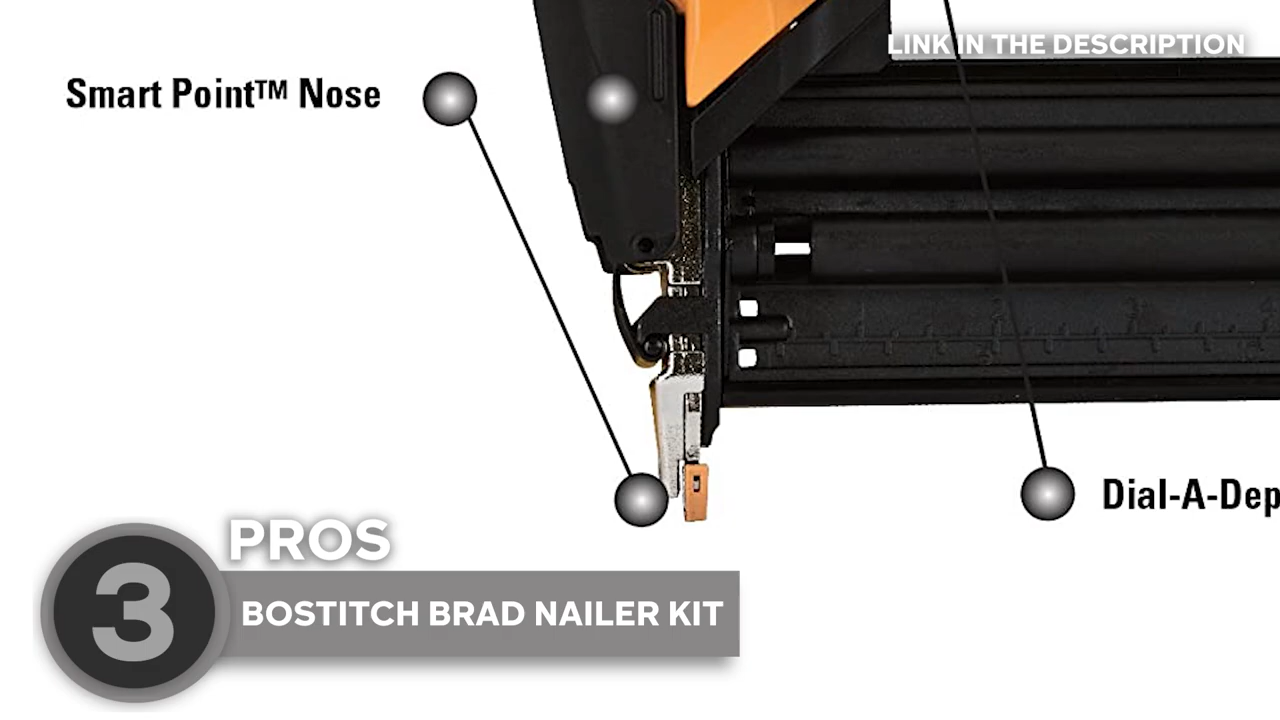 LINK IN THE DESCRIPTION
Smart Point™ Nose
Dial-A-Dep
PROS
3
BOSTITCH BRAD NAILER KIT